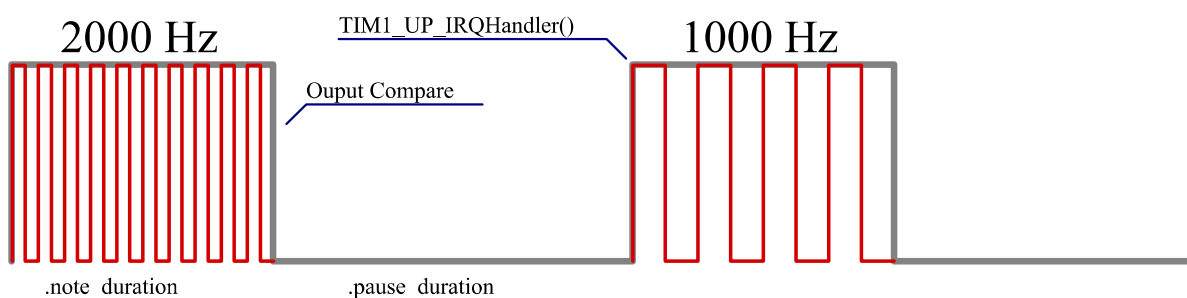 TIM1_UP_IRQHandler()
2000 Hz
1000 Hz
Ouput Compare
.note duration
.pause duration